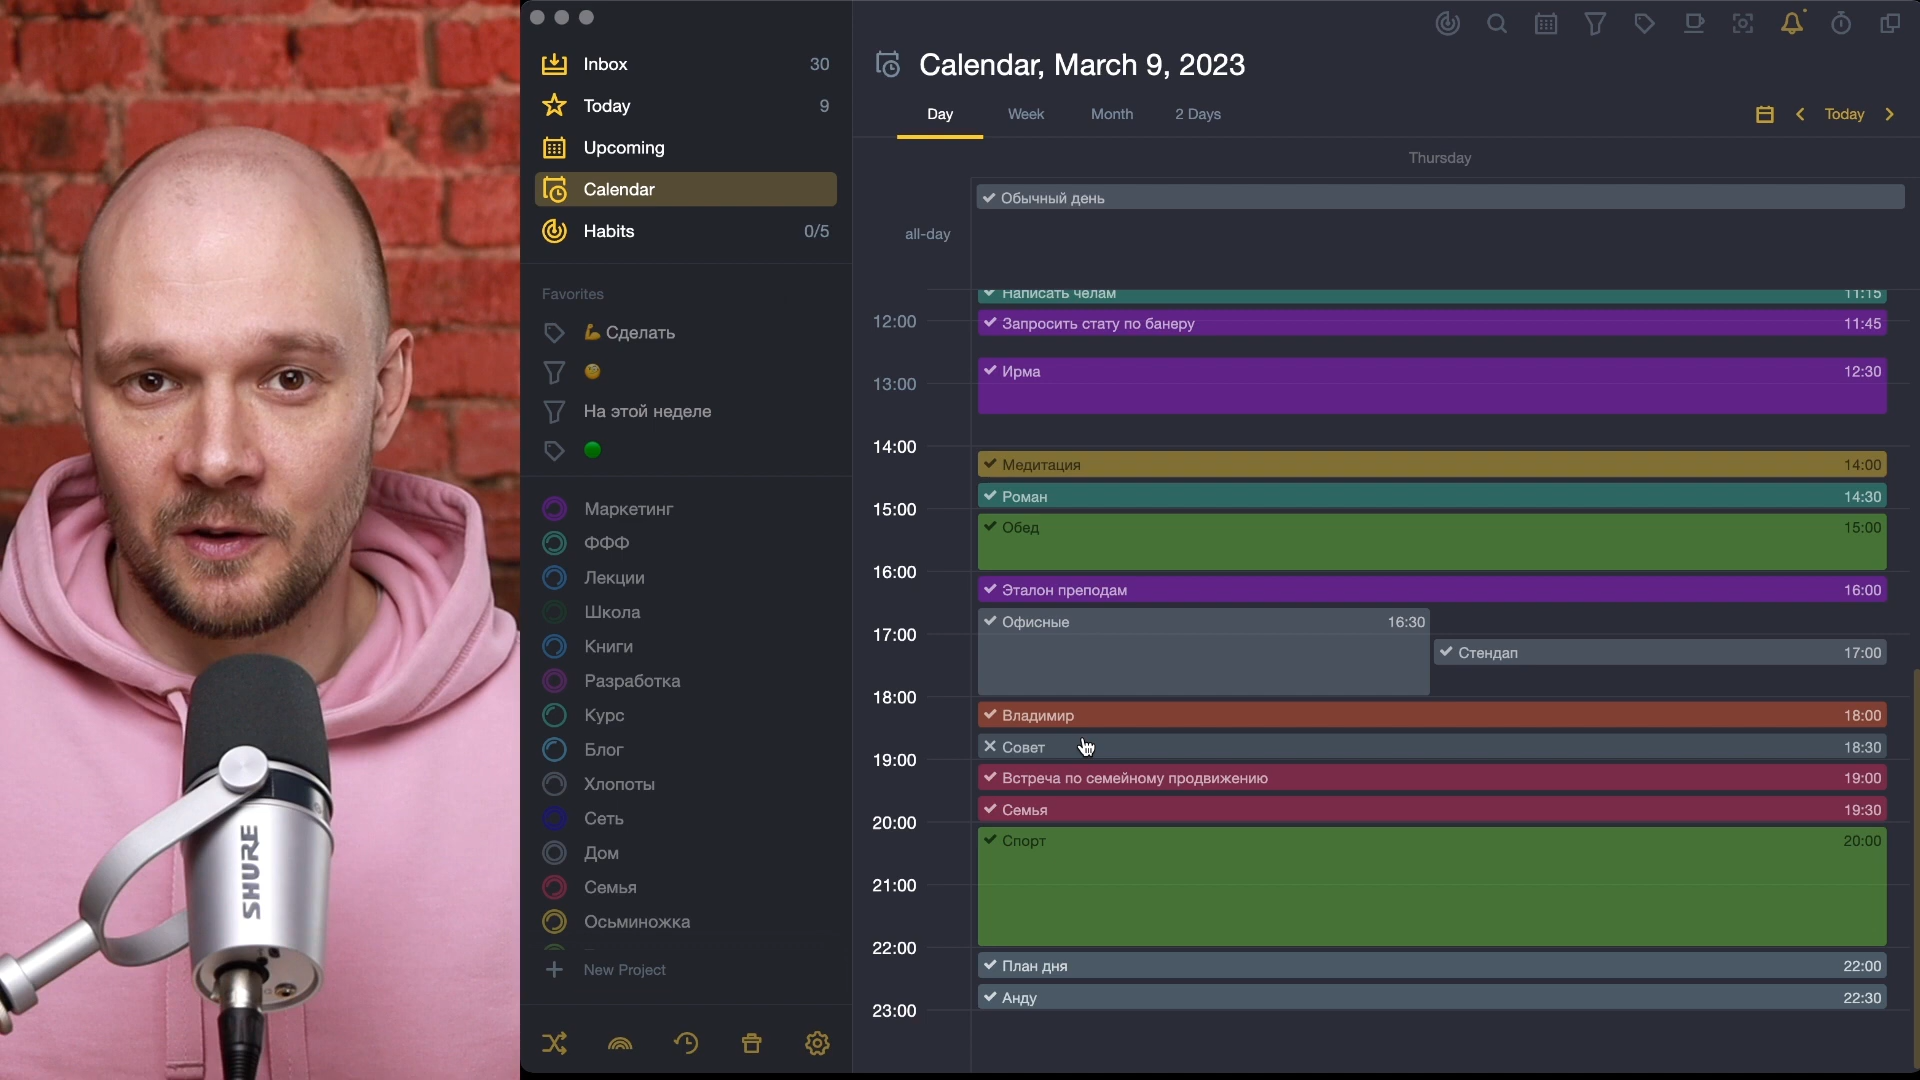 SHURE
Inbox 30
Today 9
Upcoming
Calendar
Habits 0/5
Favorites
💪 Сделать
На этой неделе
Маркетинг
ФФФ
Лекции
Школа
Книги
Разработка
Курс
Блог
Хлопоты
Сеть
Дом
Семья
Осьминожка
New Project
Calendar, March 9, 2023
Day Week Month 2 Days
Today
Thursday
all-day
Обычный день
Написать челам 11:15
12:00
Запросить стату по банеру 11:45
Ирма 12:30
13:00
14:00
Медитация 14:00
Роман 14:30
15:00
Обед 15:00
16:00
Эталон преподам 16:00
Офисные 16:30
17:00
Стендап 17:00
18:00
Владимир 18:00
Совет 18:30
19:00
Встреча по семейному продвижению 19:00
Семья 19:30
20:00
Спорт 20:00
21:00
22:00
План дня 22:00
Анду 22:30
23:00